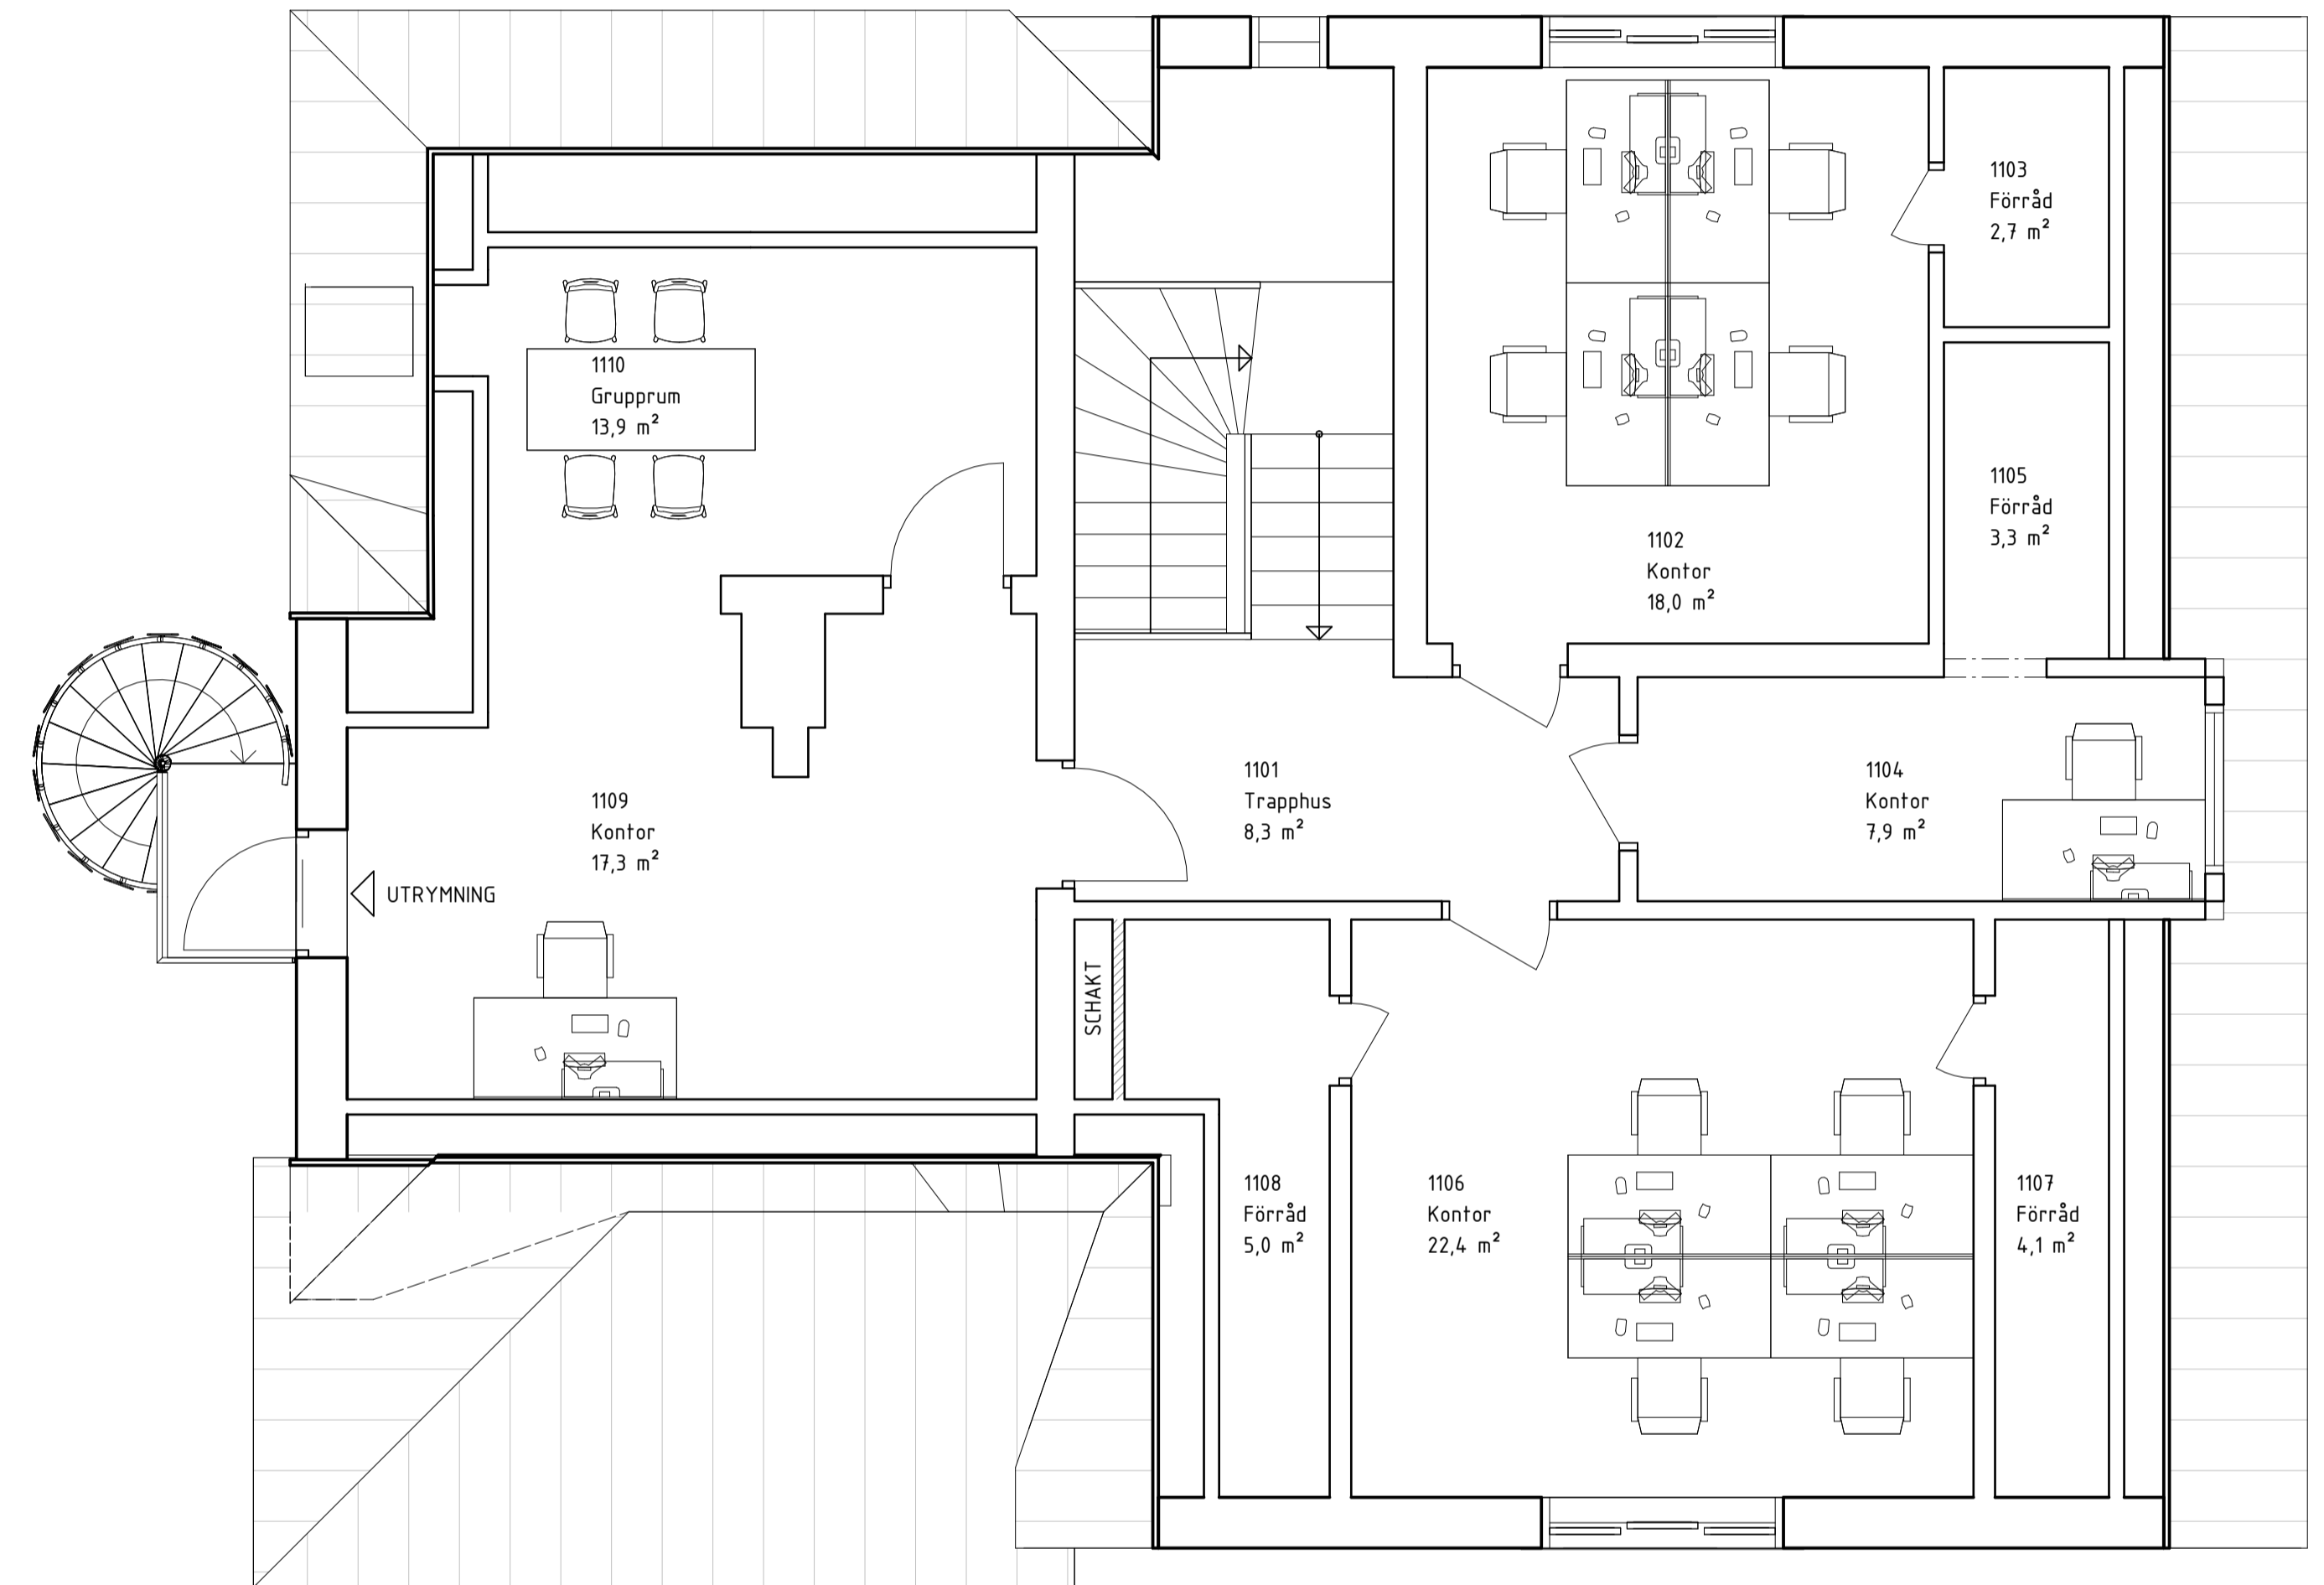 1103
Förråd
2,7 m²
1110
Grupprum
13,9 m²
1105
Förråd
3,3 m²
1102
Kontor
18,0 m²
1101
Trapphus
8,3 m²
1104
Kontor
7,9 m²
1109
Kontor
17,3 m²
UTRYMNING
SCHAKT
1108
Förråd
5,0 m²
1106
Kontor
22,4 m²
1107
Förråd
4,1 m²